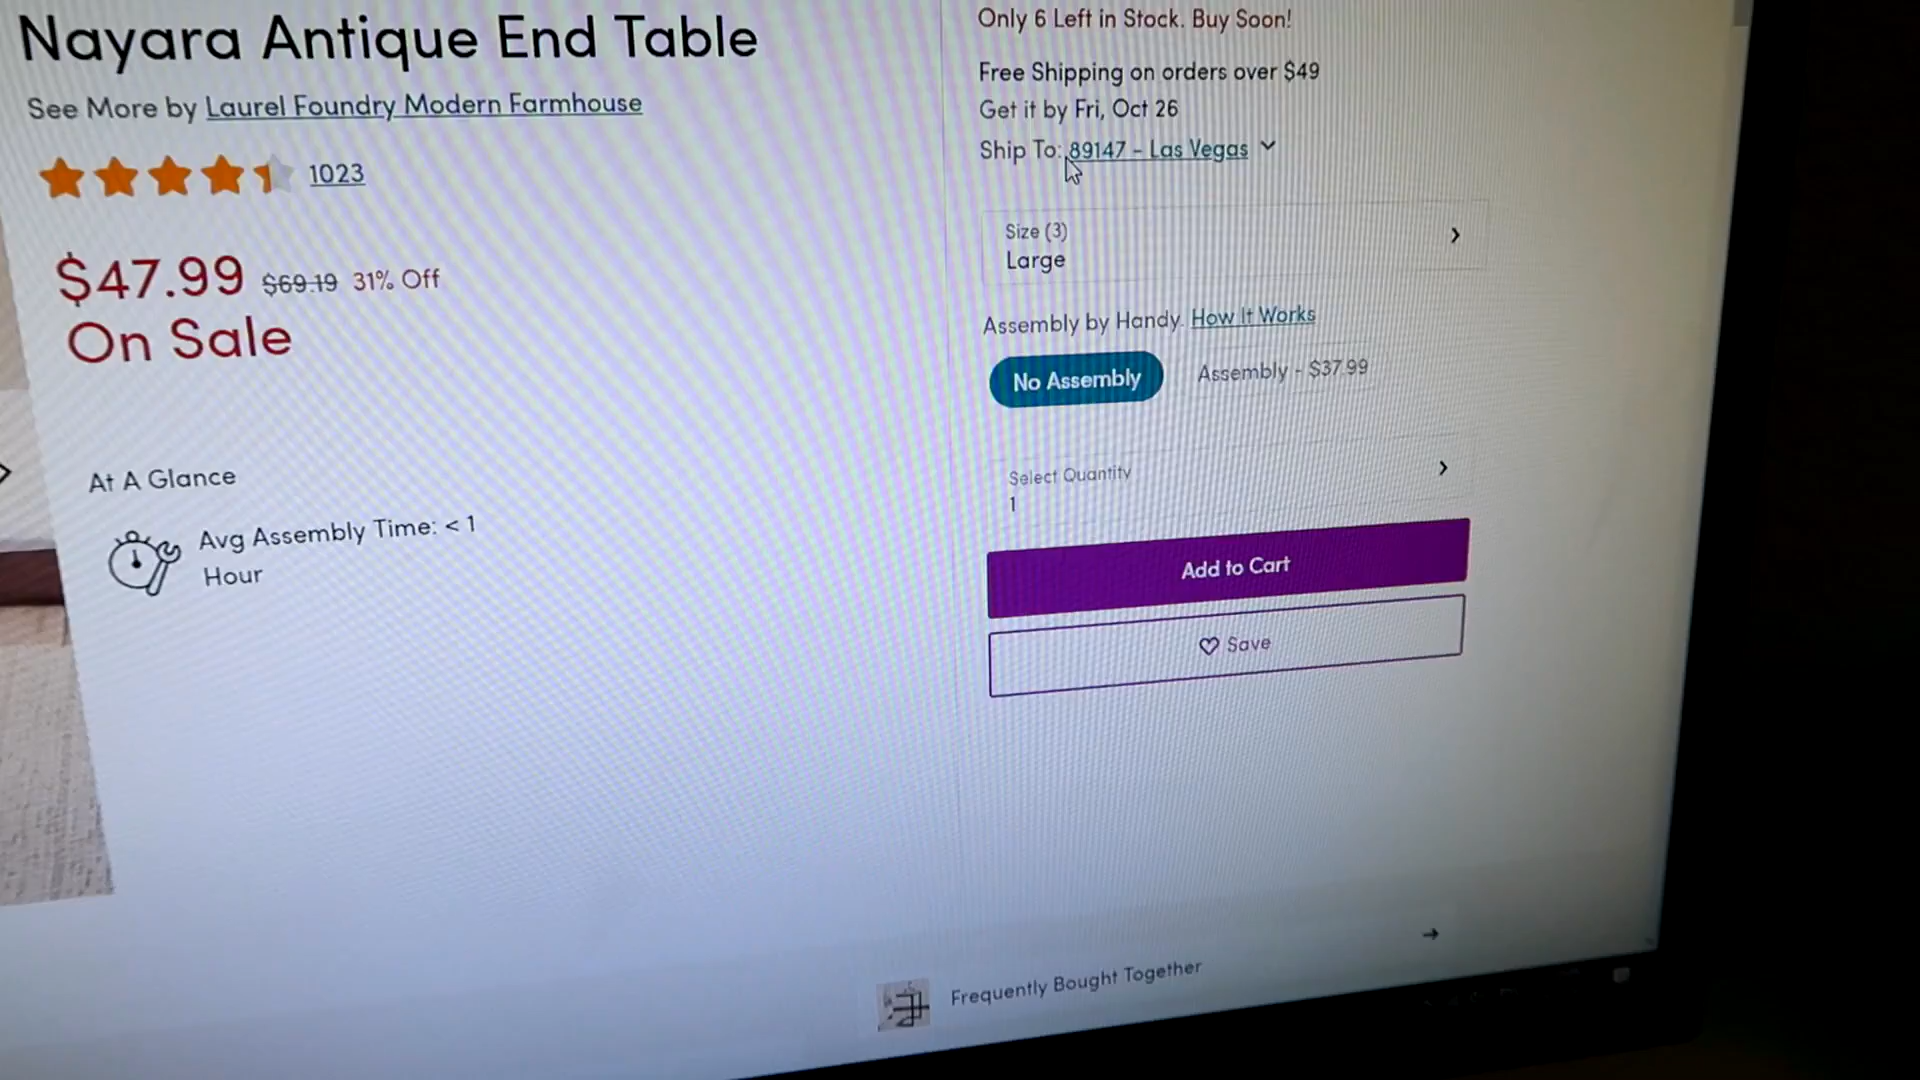 Nayara Antique End Table
See More by Laurel Foundry Modern Farmhouse
1023
$47.99 $69.19 31% Off
On Sale
At A Glance
Avg Assembly Time: < 1
Hour
Only 6 Left in Stock. Buy Soon!
Free Shipping on orders over $49
Get it by Fri, Oct 26
Ship To: 89147 - Las Vegas
Size (3)
Large
Assembly by Handy. How It Works
No Assembly
Assembly - $37.99
Select Quantity
1
Add to Cart
Save
Frequently Bought Together